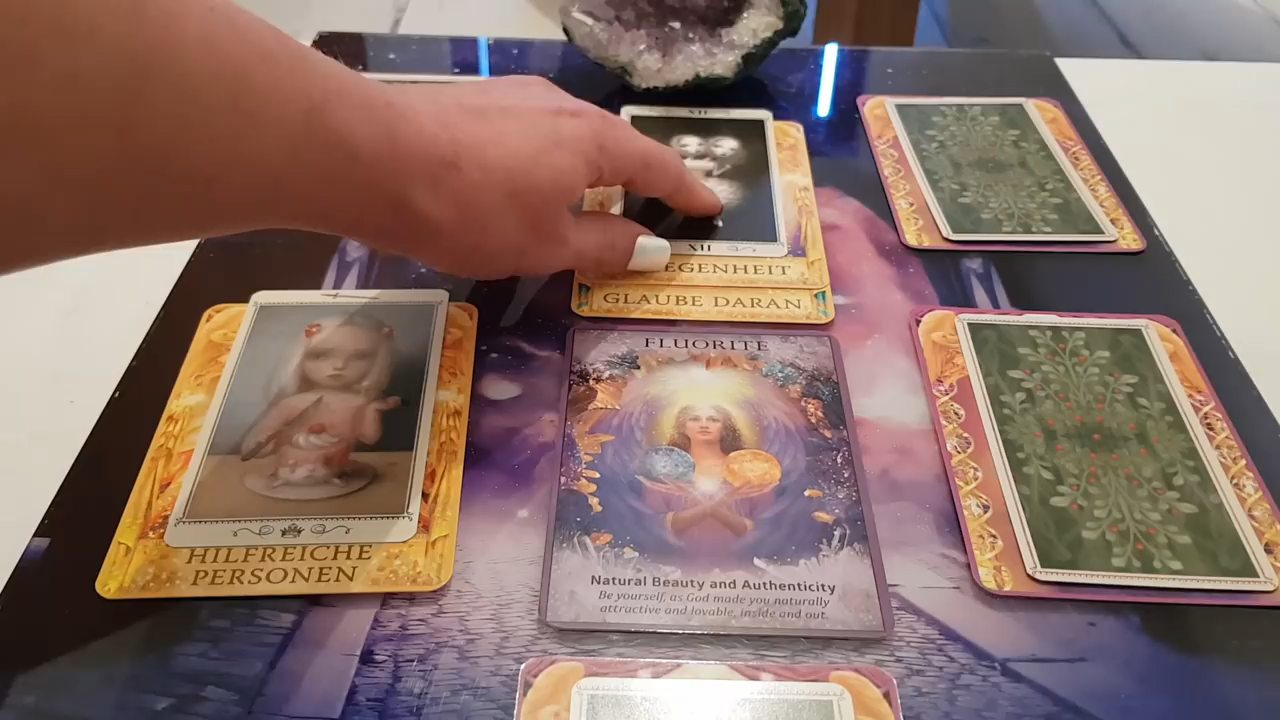 XII
XII
EGENHEIT
GLAUBE DARAN
FLUORITE
Natural Beauty and Authenticity
Be yourself, as God made you naturally
attractive and lovable, inside and out.
HILFREICHE
PERSONEN